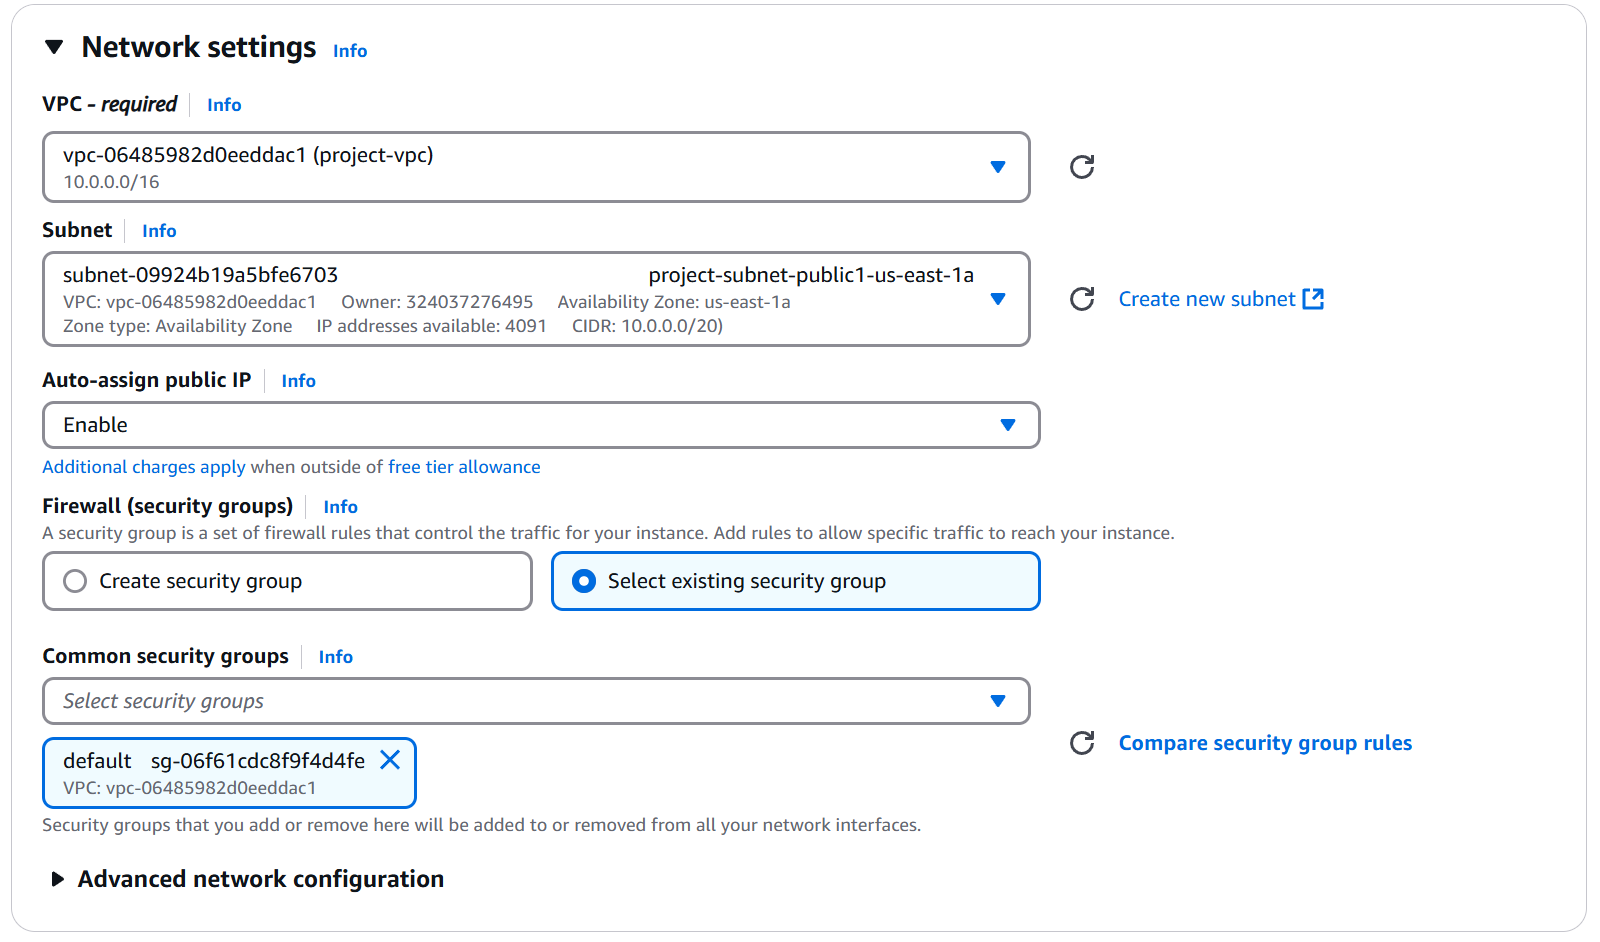 Network settings Info
VPC - required Info
vpc-06485982d0eeddac1 (project-vpc)
10.0.0.0/16
Subnet Info
subnet-09924b19a5bfe6703 project-subnet-public1-us-east-1a
VPC: vpc-06485982d0eeddac1 Owner: 324037276495 Availability Zone: us-east-1a
Zone type: Availability Zone IP addresses available: 4091 CIDR: 10.0.0.0/20)
Create new subnet
Auto-assign public IP Info
Enable
Additional charges apply when outside of free tier allowance
Firewall (security groups) Info
A security group is a set of firewall rules that control the traffic for your instance. Add rules to allow specific traffic to reach your instance.
Create security group Select existing security group
Common security groups Info
Select security groups
default sg-06f61cdc8f9f4d4fe
VPC: vpc-06485982d0eeddac1
Compare security group rules
Security groups that you add or remove here will be added to or removed from all your network interfaces.
Advanced network configuration